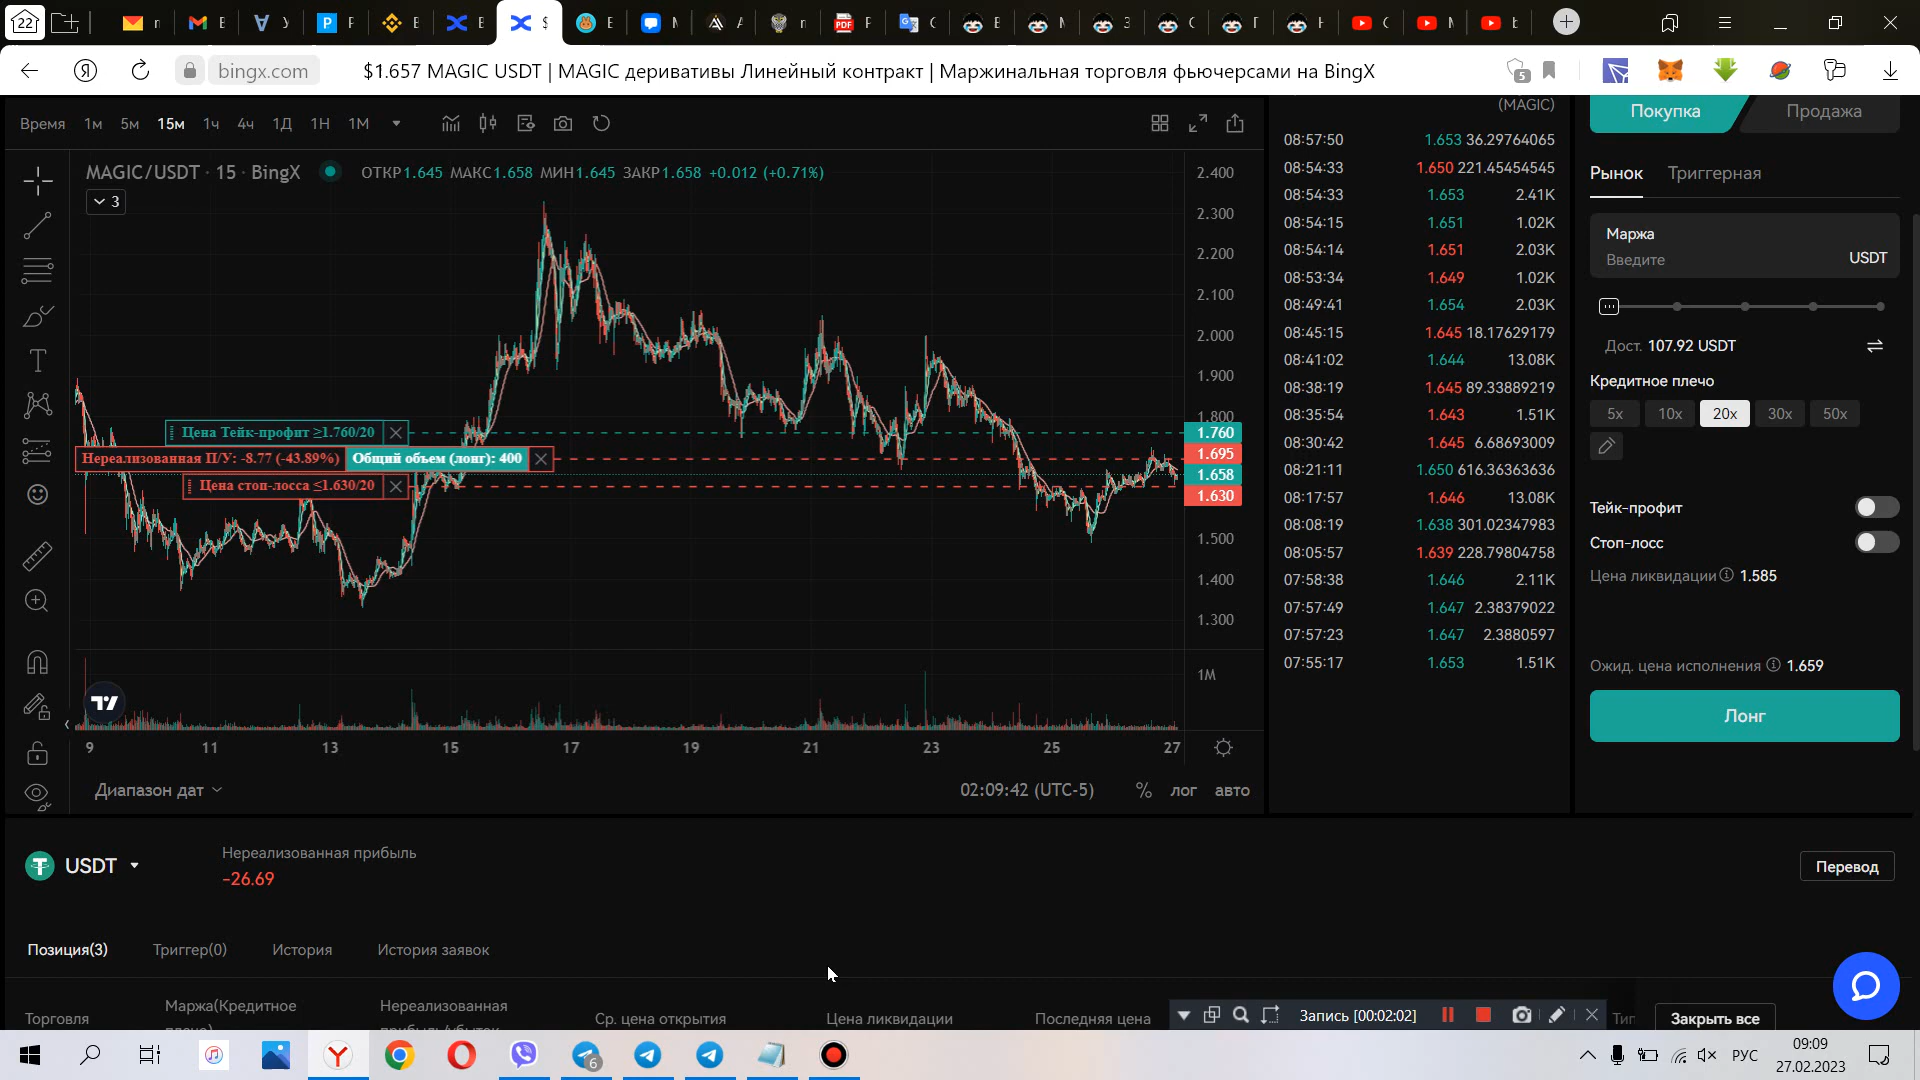 22
bingx.com
$1.657 MAGIC USDT | MAGIC деривативы Линейный контракт | Маржинальная торговля фьючерсами на BingX
5
Время 1м 5м 15м 1ч 4ч 1Д 1Н 1М
MAGIC/USDT · 15 · BingX
ОТКР1.645 МАКС1.658 МИН1.645 ЗАКР1.658 +0.012 (+0.71%)
3
Цена Тейк-профит ≥1.760/20
Нереализованная П/У: -8.77 (-43.89%) Общий объем (лонг): 400
Цена стоп-лосса ≤1.630/20
2.400
2.300
2.200
2.100
2.000
1.900
1.800
1.760
1.695
1.658
1.630
1.500
1.400
1.300
1M
9 11 13 15 17 19 21 23 25 27
Диапазон дат
02:09:42 (UTC-5) % лог авто
(MAGIC)
08:57:50 1.653 36.29764065
08:54:33 1.650 221.45454545
08:54:33 1.653 2.41K
08:54:15 1.651 1.02K
08:54:14 1.651 2.03K
08:53:34 1.649 1.02K
08:49:41 1.654 2.03K
08:45:15 1.645 18.17629179
08:41:02 1.644 13.08K
08:38:19 1.645 89.33889219
08:35:54 1.643 1.51K
08:30:42 1.645 6.68693009
08:21:11 1.650 616.36363636
08:17:57 1.646 13.08K
08:08:19 1.638 301.02347983
08:05:57 1.639 228.79804758
07:58:38 1.646 2.11K
07:57:49 1.647 2.38379022
07:57:23 1.647 2.3880597
07:55:17 1.653 1.51K
Покупка Продажа
Рынок Триггерная
Маржа
Введите USDT
Дост. 107.92 USDT
Кредитное плечо
5x 10x 20x 30x 50x
Тейк-профит
Стоп-лосс
Цена ликвидации 1.585
Ожид. цена исполнения 1.659
Лонг
USDT
Нереализованная прибыль
-26.69
Перевод
Позиция(3) Триггер(0) История История заявок
Торговля
Маржа(Кредитное
плечо)
Нереализованная
Ср. цена открытия
Цена ликвидации
Последняя цена
Запись [00:02:02]
Тип
Закрыть все
6
РУС
09:09
27.02.2023